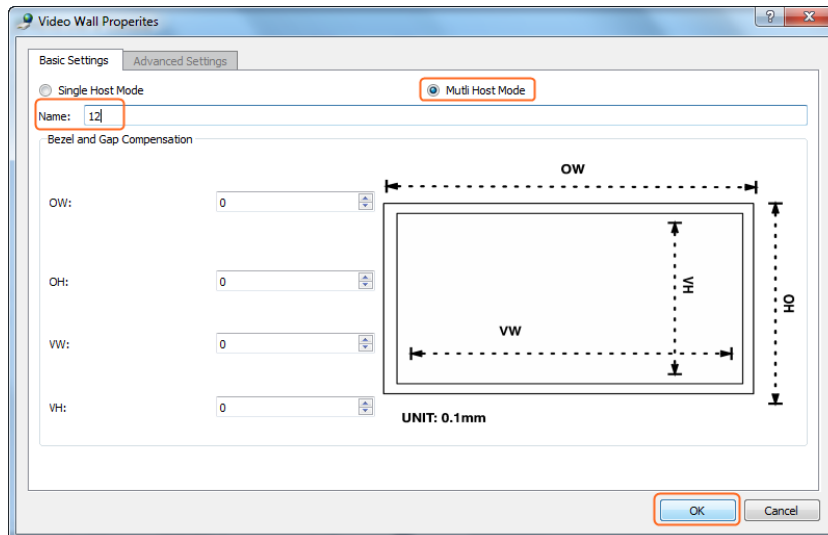 Video Wall Properites
Basic Settings
Advanced Settings
Single Host Mode
Mutli Host Mode
Name: 12
Bezel and Gap Compensation
OW: 0
OH: 0
VW: 0
VH: 0
OW
VH
OH
VW
UNIT: 0.1mm
OK
Cancel